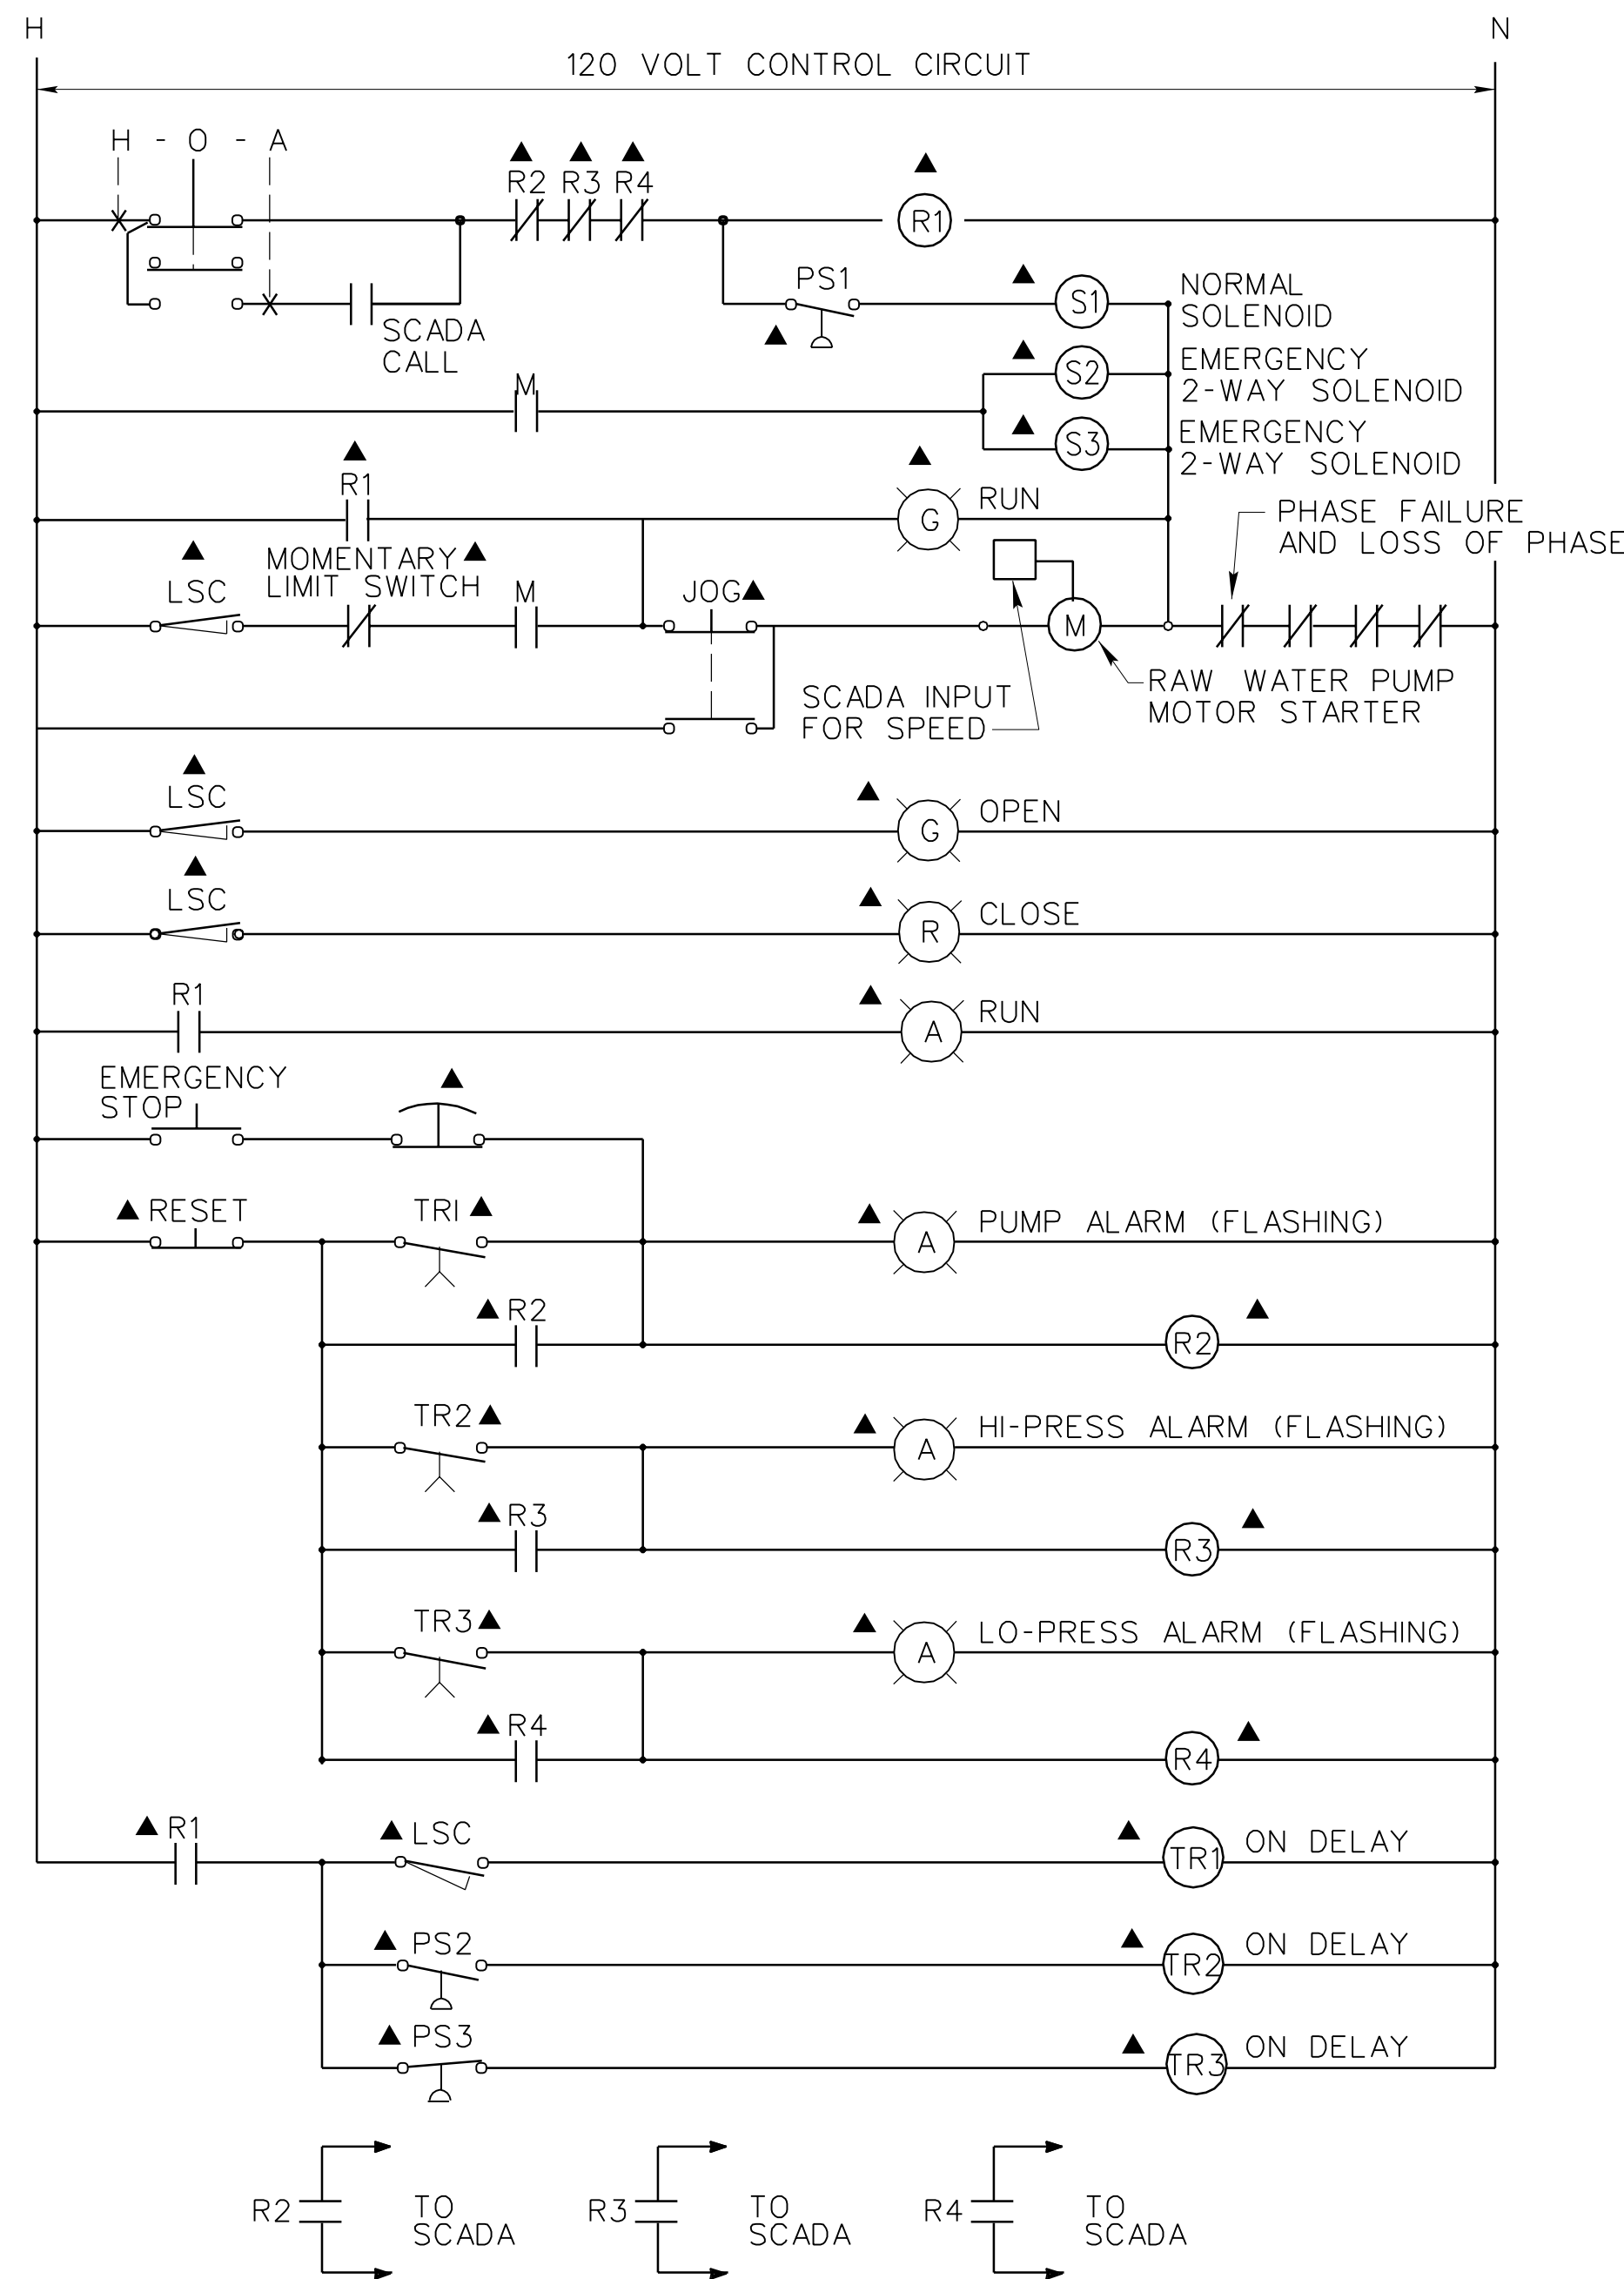 H
N
120 VOLT CONTROL CIRCUIT
H - O - A
R2 R3 R4
R1
PS1
S1
NORMAL
SOLENOID
SCADA
CALL
S2
EMERGENCY
2-WAY SOLENOID
M
S3
EMERGENCY
2-WAY SOLENOID
R1
G
RUN
PHASE FAILURE
AND LOSS OF PHASE
LSC
MOMENTARY
LIMIT SWITCH
M
JOG
M
SCADA INPUT
FOR SPEED
RAW WATER PUMP
MOTOR STARTER
LSC
G
OPEN
LSC
R
CLOSE
R1
A
RUN
EMERGENCY
STOP
RESET
TR1
A
PUMP ALARM (FLASHING)
R2
R2
TR2
A
HI-PRESS ALARM (FLASHING)
R3
R3
TR3
A
LO-PRESS ALARM (FLASHING)
R4
R4
R1
LSC
TR1
ON DELAY
PS2
TR2
ON DELAY
PS3
TR3
ON DELAY
R2
TO
SCADA
R3
TO
SCADA
R4
TO
SCADA